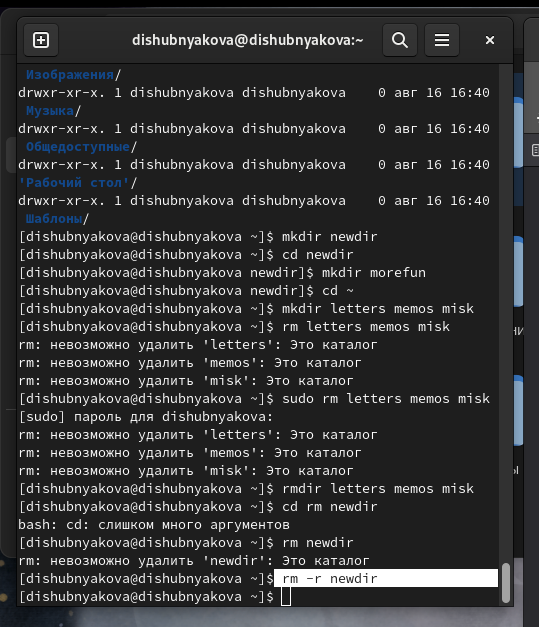 dishubnyakova@dishubnyakova:~
Изображения/
drwxr-xr-x. 1 dishubnyakova dishubnyakova    0 авг 16 16:40
Музыка/
drwxr-xr-x. 1 dishubnyakova dishubnyakova    0 авг 16 16:40
Общедоступные/
drwxr-xr-x. 1 dishubnyakova dishubnyakova    0 авг 16 16:40
'Рабочий стол'/
drwxr-xr-x. 1 dishubnyakova dishubnyakova    0 авг 16 16:40
Шаблоны/
[dishubnyakova@dishubnyakova ~]$ mkdir newdir
[dishubnyakova@dishubnyakova ~]$ cd newdir
[dishubnyakova@dishubnyakova newdir]$ mkdir morefun
[dishubnyakova@dishubnyakova newdir]$ cd ~
[dishubnyakova@dishubnyakova ~]$ mkdir letters memos misk
[dishubnyakova@dishubnyakova ~]$ rm letters memos misk
rm: невозможно удалить 'letters': Это каталог
rm: невозможно удалить 'memos': Это каталог
rm: невозможно удалить 'misk': Это каталог
[dishubnyakova@dishubnyakova ~]$ sudo rm letters memos misk
[sudo] пароль для dishubnyakova:
rm: невозможно удалить 'letters': Это каталог
rm: невозможно удалить 'memos': Это каталог
rm: невозможно удалить 'misk': Это каталог
[dishubnyakova@dishubnyakova ~]$ rmdir letters memos misk
[dishubnyakova@dishubnyakova ~]$ cd rm newdir
bash: cd: слишком много аргументов
[dishubnyakova@dishubnyakova ~]$ rm newdir
rm: невозможно удалить 'newdir': Это каталог
[dishubnyakova@dishubnyakova ~]$ rm -r newdir
[dishubnyakova@dishubnyakova ~]$